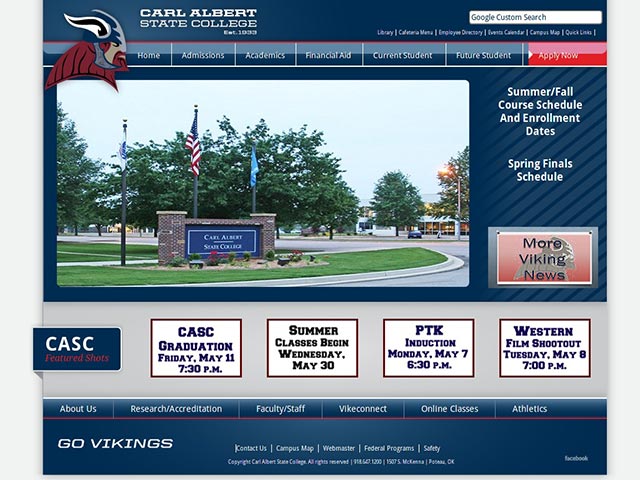 CARL ALBERT
STATE COLLEGE
Est.1933
Google Custom Search
Library | Cafeteria Menu | Employee Directory | Events Calendar | Campus Map | Quick Links |
Home | Admissions | Academics | Financial Aid | Current Student | Future Student | Apply Now
Summer/Fall
Course Schedule
And Enrollment
Dates
Spring Finals
Schedule
CARL ALBERT
STATE COLLEGE
More
Viking
News
CASC
Featured Shots
CASC
GRADUATION
FRIDAY, MAY 11
7:30 P.M.
SUMMER
CLASSES BEGIN
WEDNESDAY,
MAY 30
PTK
INDUCTION
MONDAY, MAY 7
6:30 P.M.
WESTERN
FILM SHOOTOUT
TUESDAY, MAY 8
7:00 P.M.
About Us | Research/Accreditation | Faculty/Staff | Vikeconnect | Online Classes | Athletics
GO VIKINGS
|Contact Us | Campus Map | Webmaster | Federal Programs | Safety
Copyright Carl Albert State College. All rights reserved | 918.647.1200 | 1507 S. McKenna | Poteau, OK
facebook